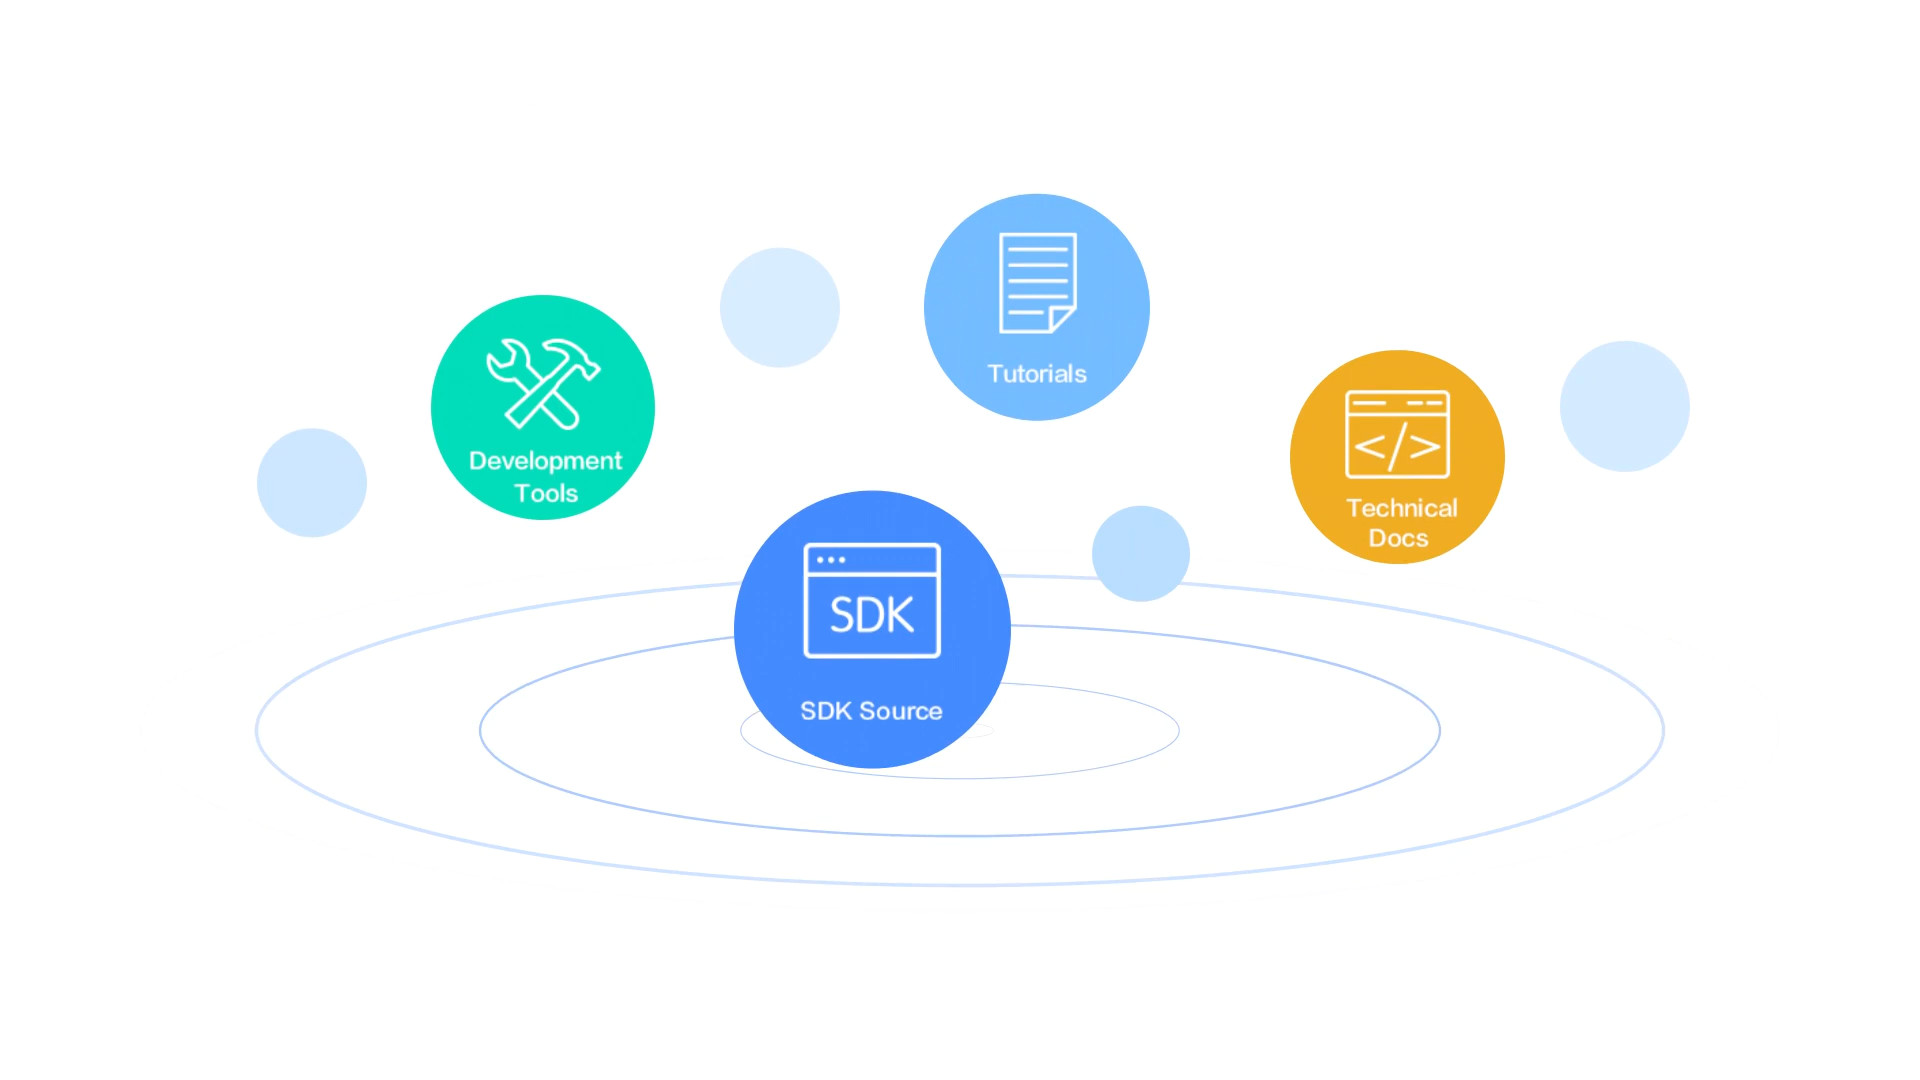 Tutorials
Development
Tools
Technical
Docs
SDK
SDK Source